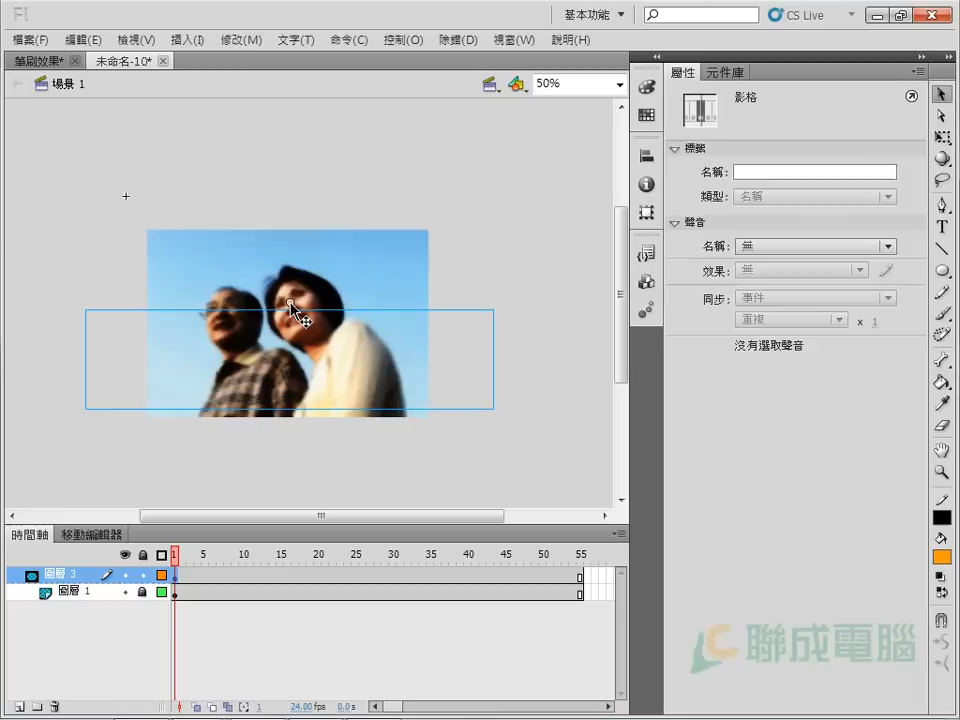 Fl
基本功能
CS Live
檔案(F) 編輯(E) 檢視(V) 插入(I) 修改(M) 文字(T) 命令(C) 控制(O) 除錯(D) 視窗(W) 說明(H)
筆刷效果* 未命名-10*
場景 1
50%
屬性 元件庫
影格
標籤
名稱:
類型: 名稱
聲音
名稱: 無
效果: 無
同步: 事件
重複 x 1
沒有選取聲音
時間軸 移動編輯器
1 5 10 15 20 25 30 35 40 45 50 55
圖層 3
圖層 1
1 24.00 fps 0.0 s
聯成電腦